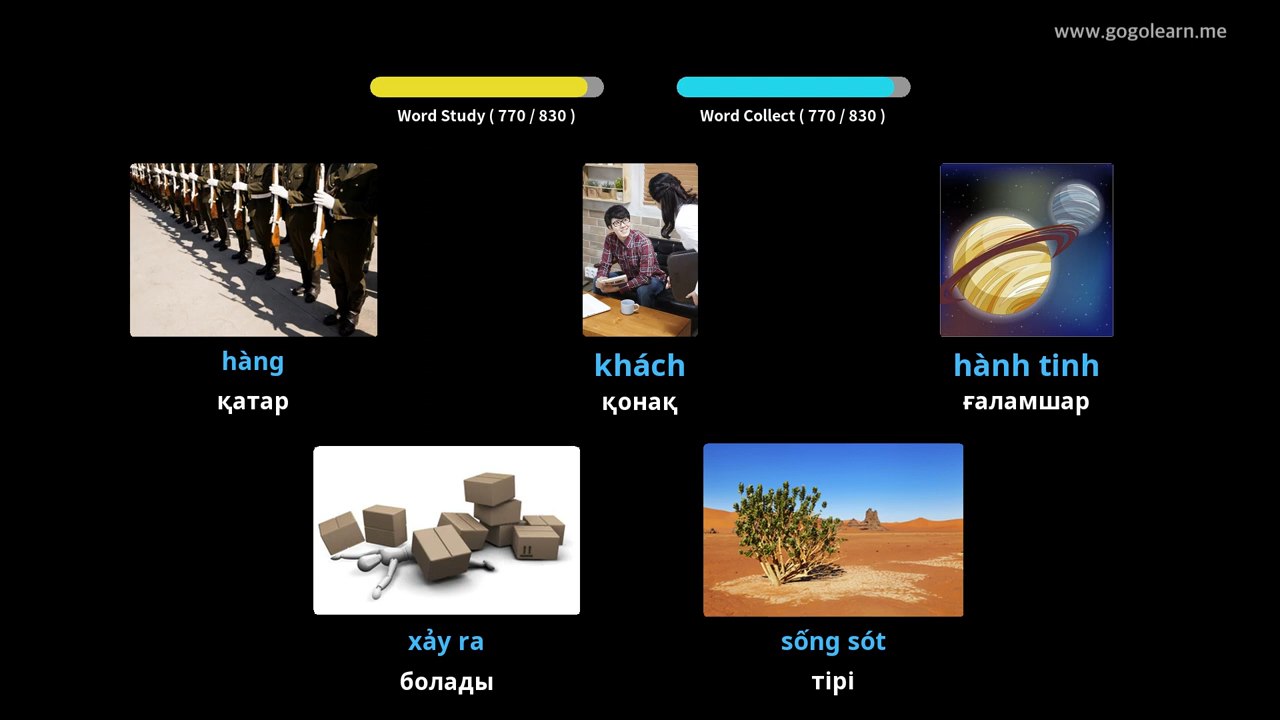 www.gogolearn.me
Word Study ( 770 / 830 )
Word Collect ( 770 / 830 )
hàng
қатар
khách
қонақ
hành tinh
ғаламшар
xảy ra
болады
sống sót
тірі